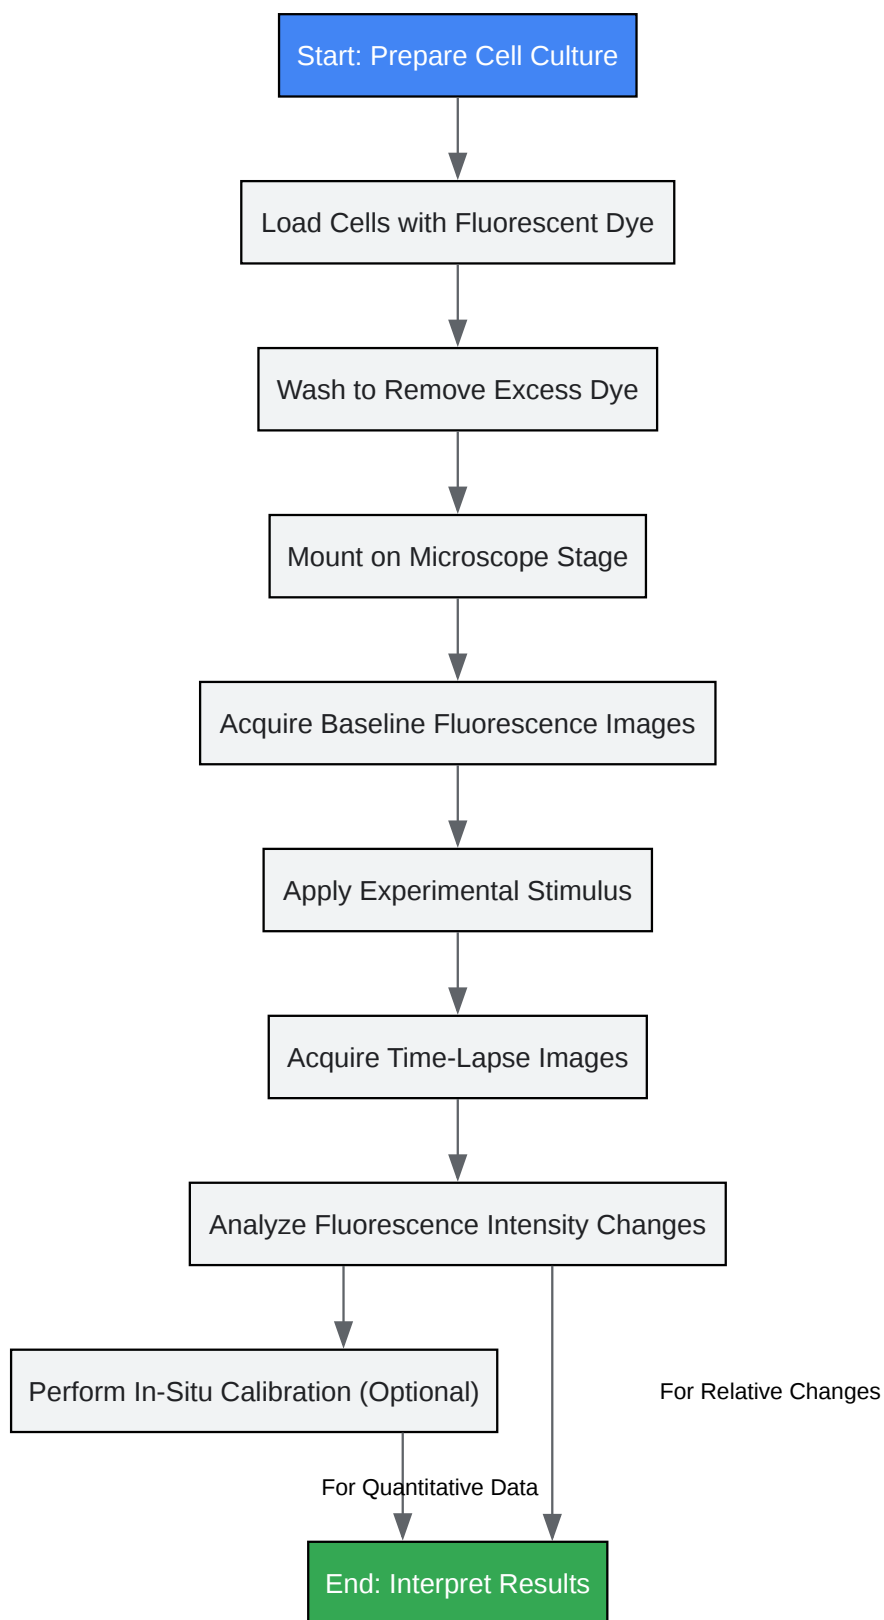 Start: Prepare Cell Culture
Load Cells with Fluorescent Dye
Wash to Remove Excess Dye
Mount on Microscope Stage
Acquire Baseline Fluorescence Images
Apply Experimental Stimulus
Acquire Time-Lapse Images
Analyze Fluorescence Intensity Changes
Perform In-Situ Calibration (Optional)
For Relative Changes
For Quantitative Data
End: Interpret Results